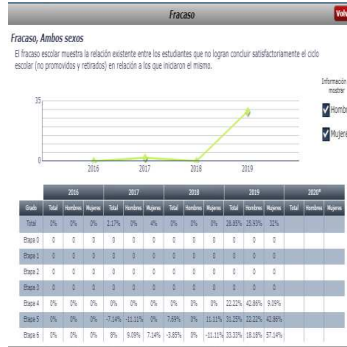 Fracaso
Volv
Fracaso, Ambos sexos
El fracaso escolar muestra la relación existente entre los estudiantes que no logran concluir satisfactoriamente el ciclo
escolar (no promovidos y retirados) en relación a los que iniciaron el mismo.
Información
mostrar
Hombr
Mujere
35
0
2016 2017 2018 2019
2016 2017 2018 2019 2020*
Grado Total Hombres Mujeres Total Hombres Mujeres Total Hombres Mujeres Total Hombres Mujeres Total Hombres Mujeres
Total 0% 0% 0% 2.17% 0% 4% 0% 0% 0% 28.85% 25.93% 32%
Etapa 0 0 0 0 0 0 0 0 0 0 0 0 0
Etapa 1 0 0 0 0 0 0 0 0 0 0 0 0
Etapa 2 0 0 0 0 0 0 0 0 0 0 0 0
Etapa 3 0 0 0 0 0 0 0 0 0 0 0 0
Etapa 4 0% 0% 0% 0% 0% 0% 0% 0% 0% 22.22% 42.86% 9.09%
Etapa 5 0% 0% 0% -7.14% -11.11% 0% 7.69% 0% 11.11% 31.25% 22.22% 42.86%
Etapa 6 0% 0% 0% 8% 9.09% 7.14% -3.85% 0% -11.11% 33.33% 18.18% 57.14%